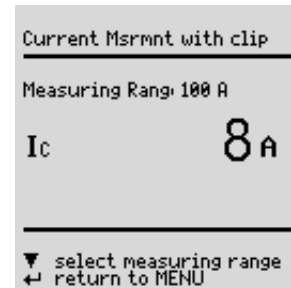 Current Msrmnt with clip
Measuring Rang 100 A
Ic 8 A
▼ select measuring range
↵ return to MENU